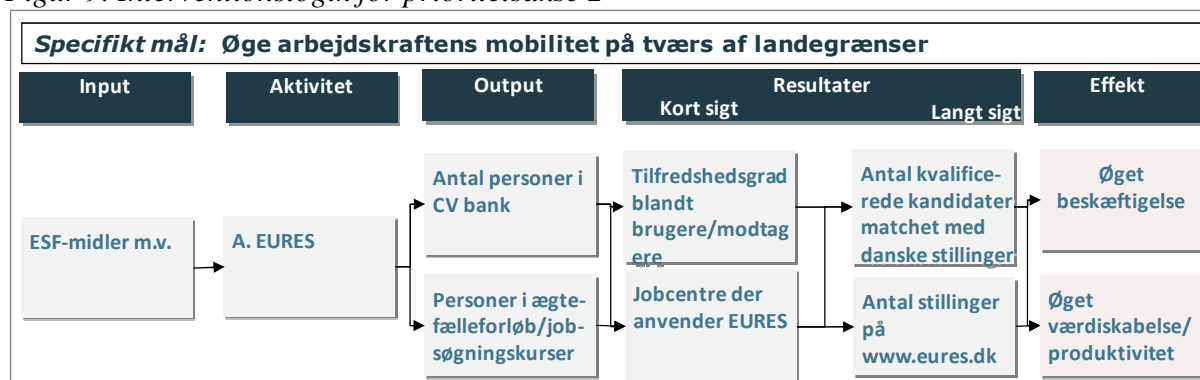 Specifikt mål: Øge arbejdskraftens mobilitet på tværs af landegrænser
Input
Aktivitet
Output
Resultater
Kort sigt
Langt sigt
Effekt
ESF-midler m.v.
A. EURES
Antal personer i
CV bank
Personer i ægte-
fælleforløb/job-
søgningskurser
Tilfredshedsgrad
blandt
brugere/modtag
ere
Jobcentre der
anvender EURES
Antal kvalifice-
rede kandidater
matchet med
danske stillinger
Antal stillinger
på
www.eures.dk
Øget
beskæftigelse
Øget
værdiskabelse/
produktivitet